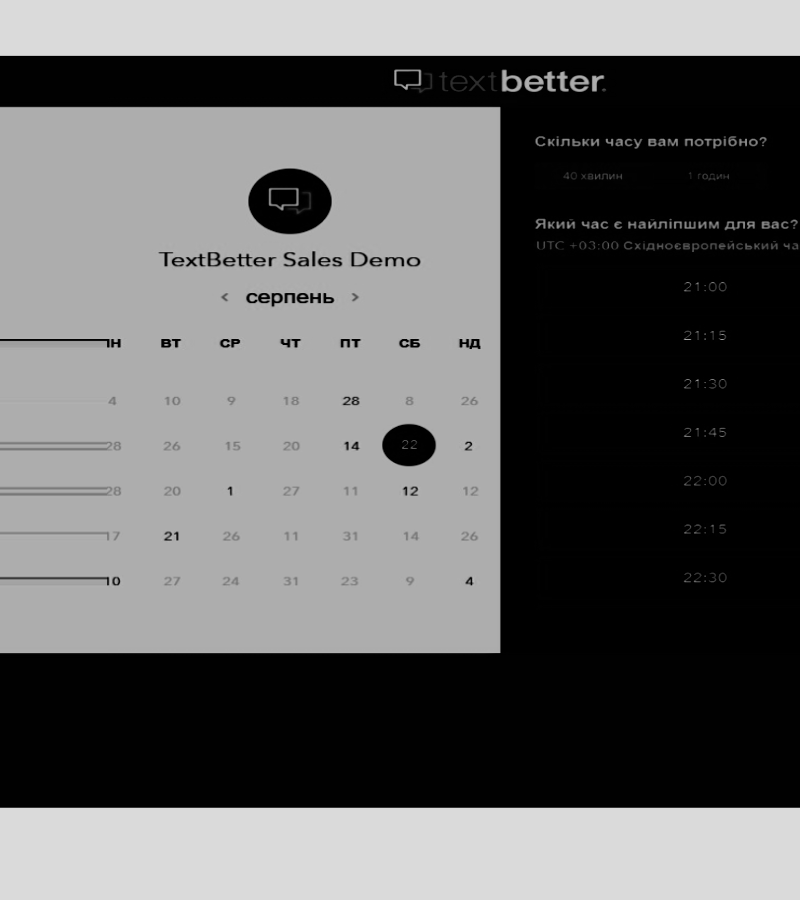 textbetter.
TextBetter Sales Demo
< серпень >
ВТ СР ЧТ ПТ СБ НД
4 10 9 18 28 8 26
28 26 15 20 14 22 2
28 20 1 27 11 12 12
17 21 26 11 31 14 26
10 27 24 31 23 9 4
Скільки часу вам потрібно?
40 хвилин 1 годин
Який час є найліпшим для вас?
UTC +03:00 Східноєвропейський
21:00
21:15
21:30
21:45
22:00
22:15
22:30